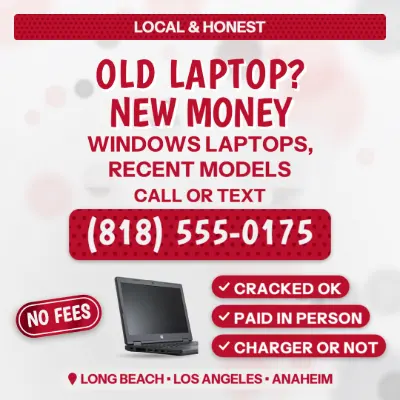 LOCAL & HONEST
OLD LAPTOP?
NEW MONEY
WINDOWS LAPTOPS,
RECENT MODELS
CALL OR TEXT
(818) 555-0175
NO FEES
CRACKED OK
PAID IN PERSON
CHARGER OR NOT
LONG BEACH • LOS ANGELES • ANAHEIM